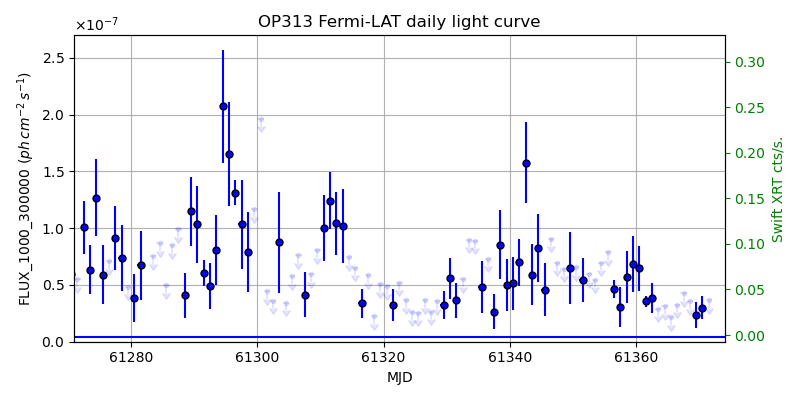 OP313 Fermi-LAT daily light curve
×10⁻⁷
FLUX_1000_300000 (ph cm⁻² s⁻¹)
2.5
2.0
1.5
1.0
0.5
0.0
0.30
0.25
0.20
0.15
0.10
0.05
0.00
Swift XRT cts/s.
61280 61300 61320 61340 61360
MJD